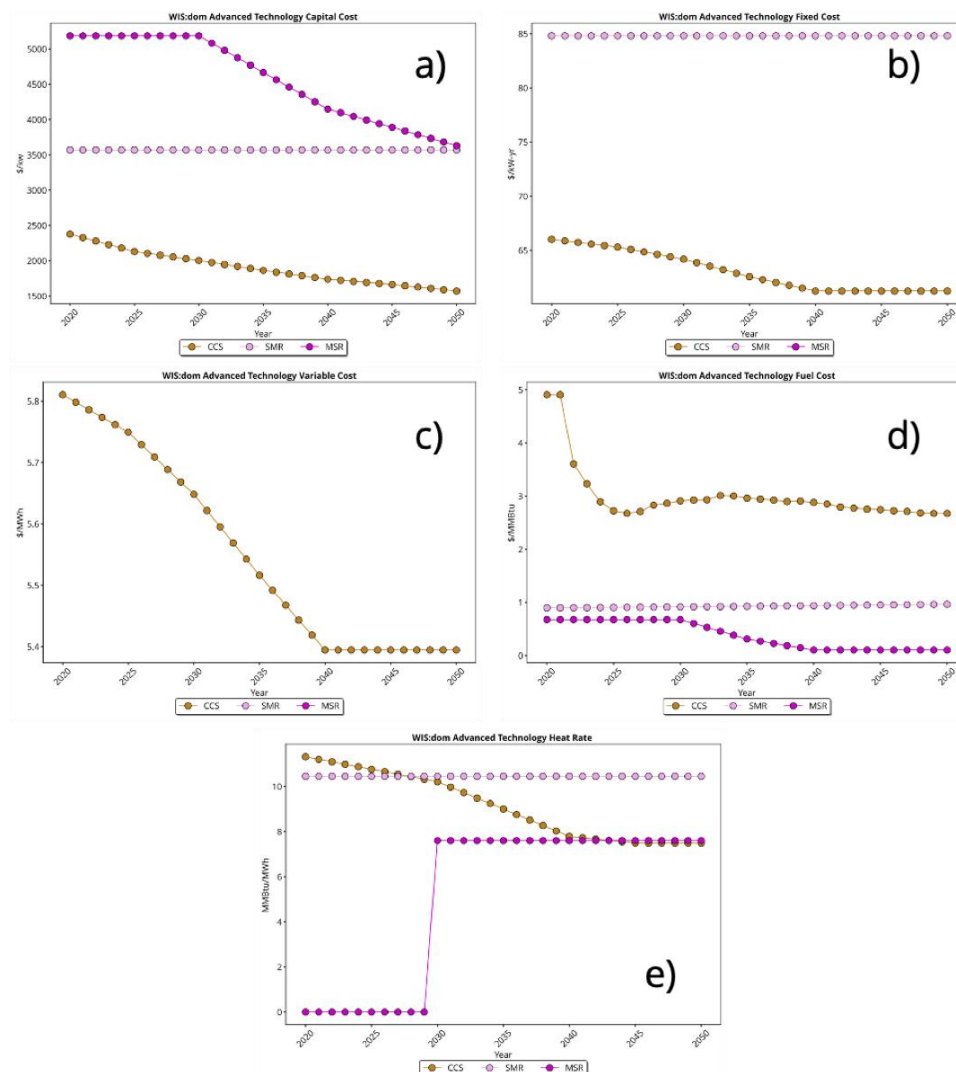 WIS:dom Advanced Technology Capital Cost
a)
$/kw
5000
4500
4000
3500
3000
2500
2000
1500
2020 2025 2030 2035 2040 2045 2050
Year
CCS SMR MSR
WIS:dom Advanced Technology Fixed Cost
b)
$/kW-yr
85
80
75
70
65
2020 2025 2030 2035 2040 2045 2050
Year
CCS SMR MSR
WIS:dom Advanced Technology Variable Cost
c)
$/MWh
5.8
5.7
5.6
5.5
5.4
2020 2025 2030 2035 2040 2045 2050
Year
CCS SMR MSR
WIS:dom Advanced Technology Fuel Cost
d)
$/MMBtu
5
4
3
2
1
0
2020 2025 2030 2035 2040 2045 2050
Year
CCS SMR MSR
WIS:dom Advanced Technology Heat Rate
e)
MMBtu/MWh
10
8
6
4
2
0
2020 2025 2030 2035 2040 2045 2050
Year
CCS SMR MSR